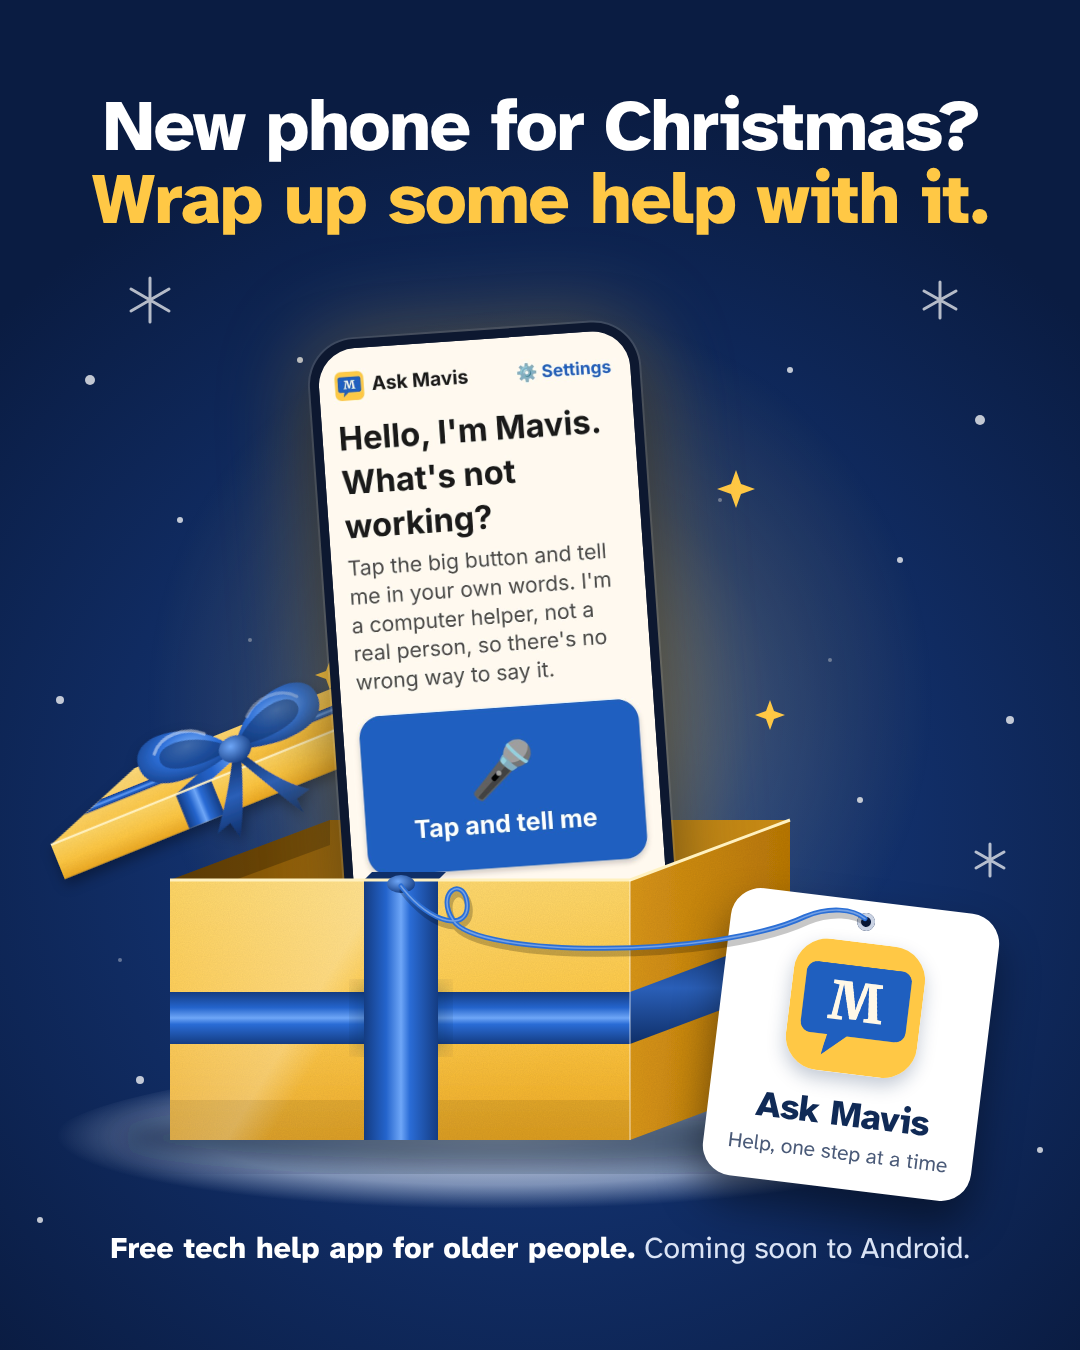 New phone for Christmas?
Wrap up some help with it.
M Ask Mavis
⚙️ Settings
Hello, I'm Mavis.
What's not
working?
Tap the big button and tell
me in your own words. I'm
a computer helper, not a
real person, so there's no
wrong way to say it.
Tap and tell me
M
Ask Mavis
Help, one step at a time
Free tech help app for older people. Coming soon to Android.